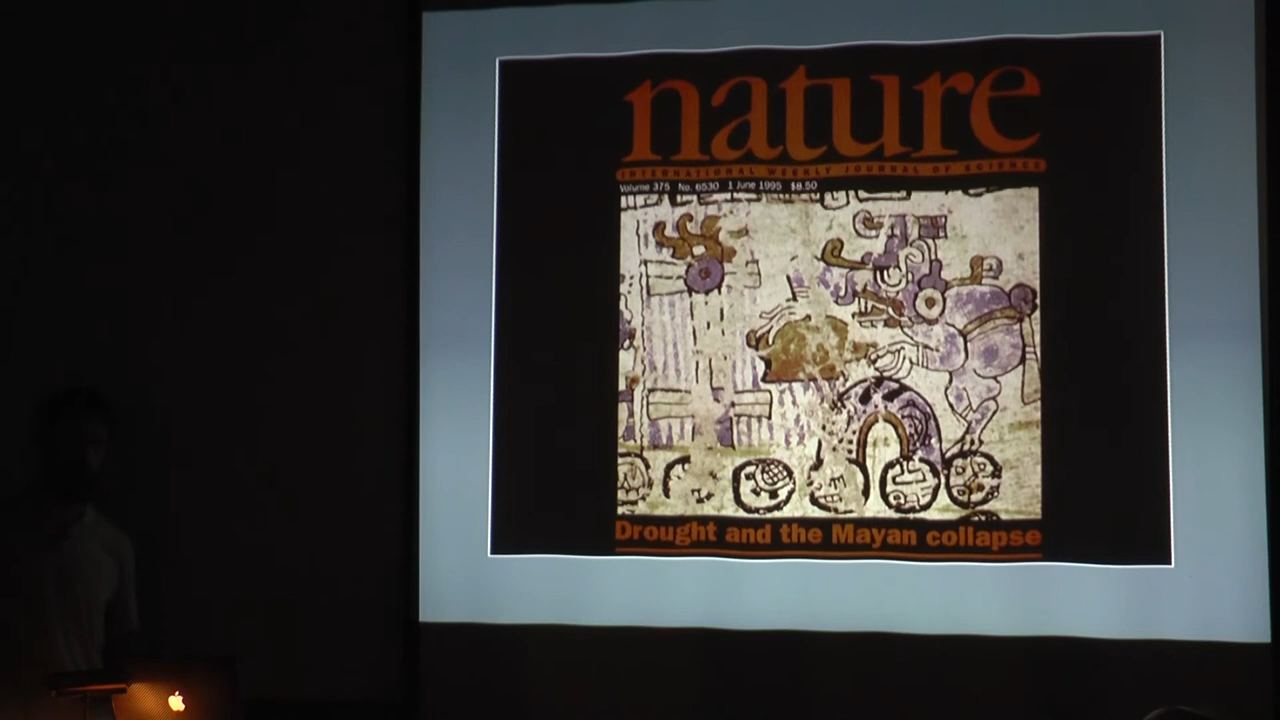 nature
INTERNATIONAL WEEKLY JOURNAL OF SCIENCE
Volume 375 No. 6530 1 June 1995 $8.50
Drought and the Mayan collapse